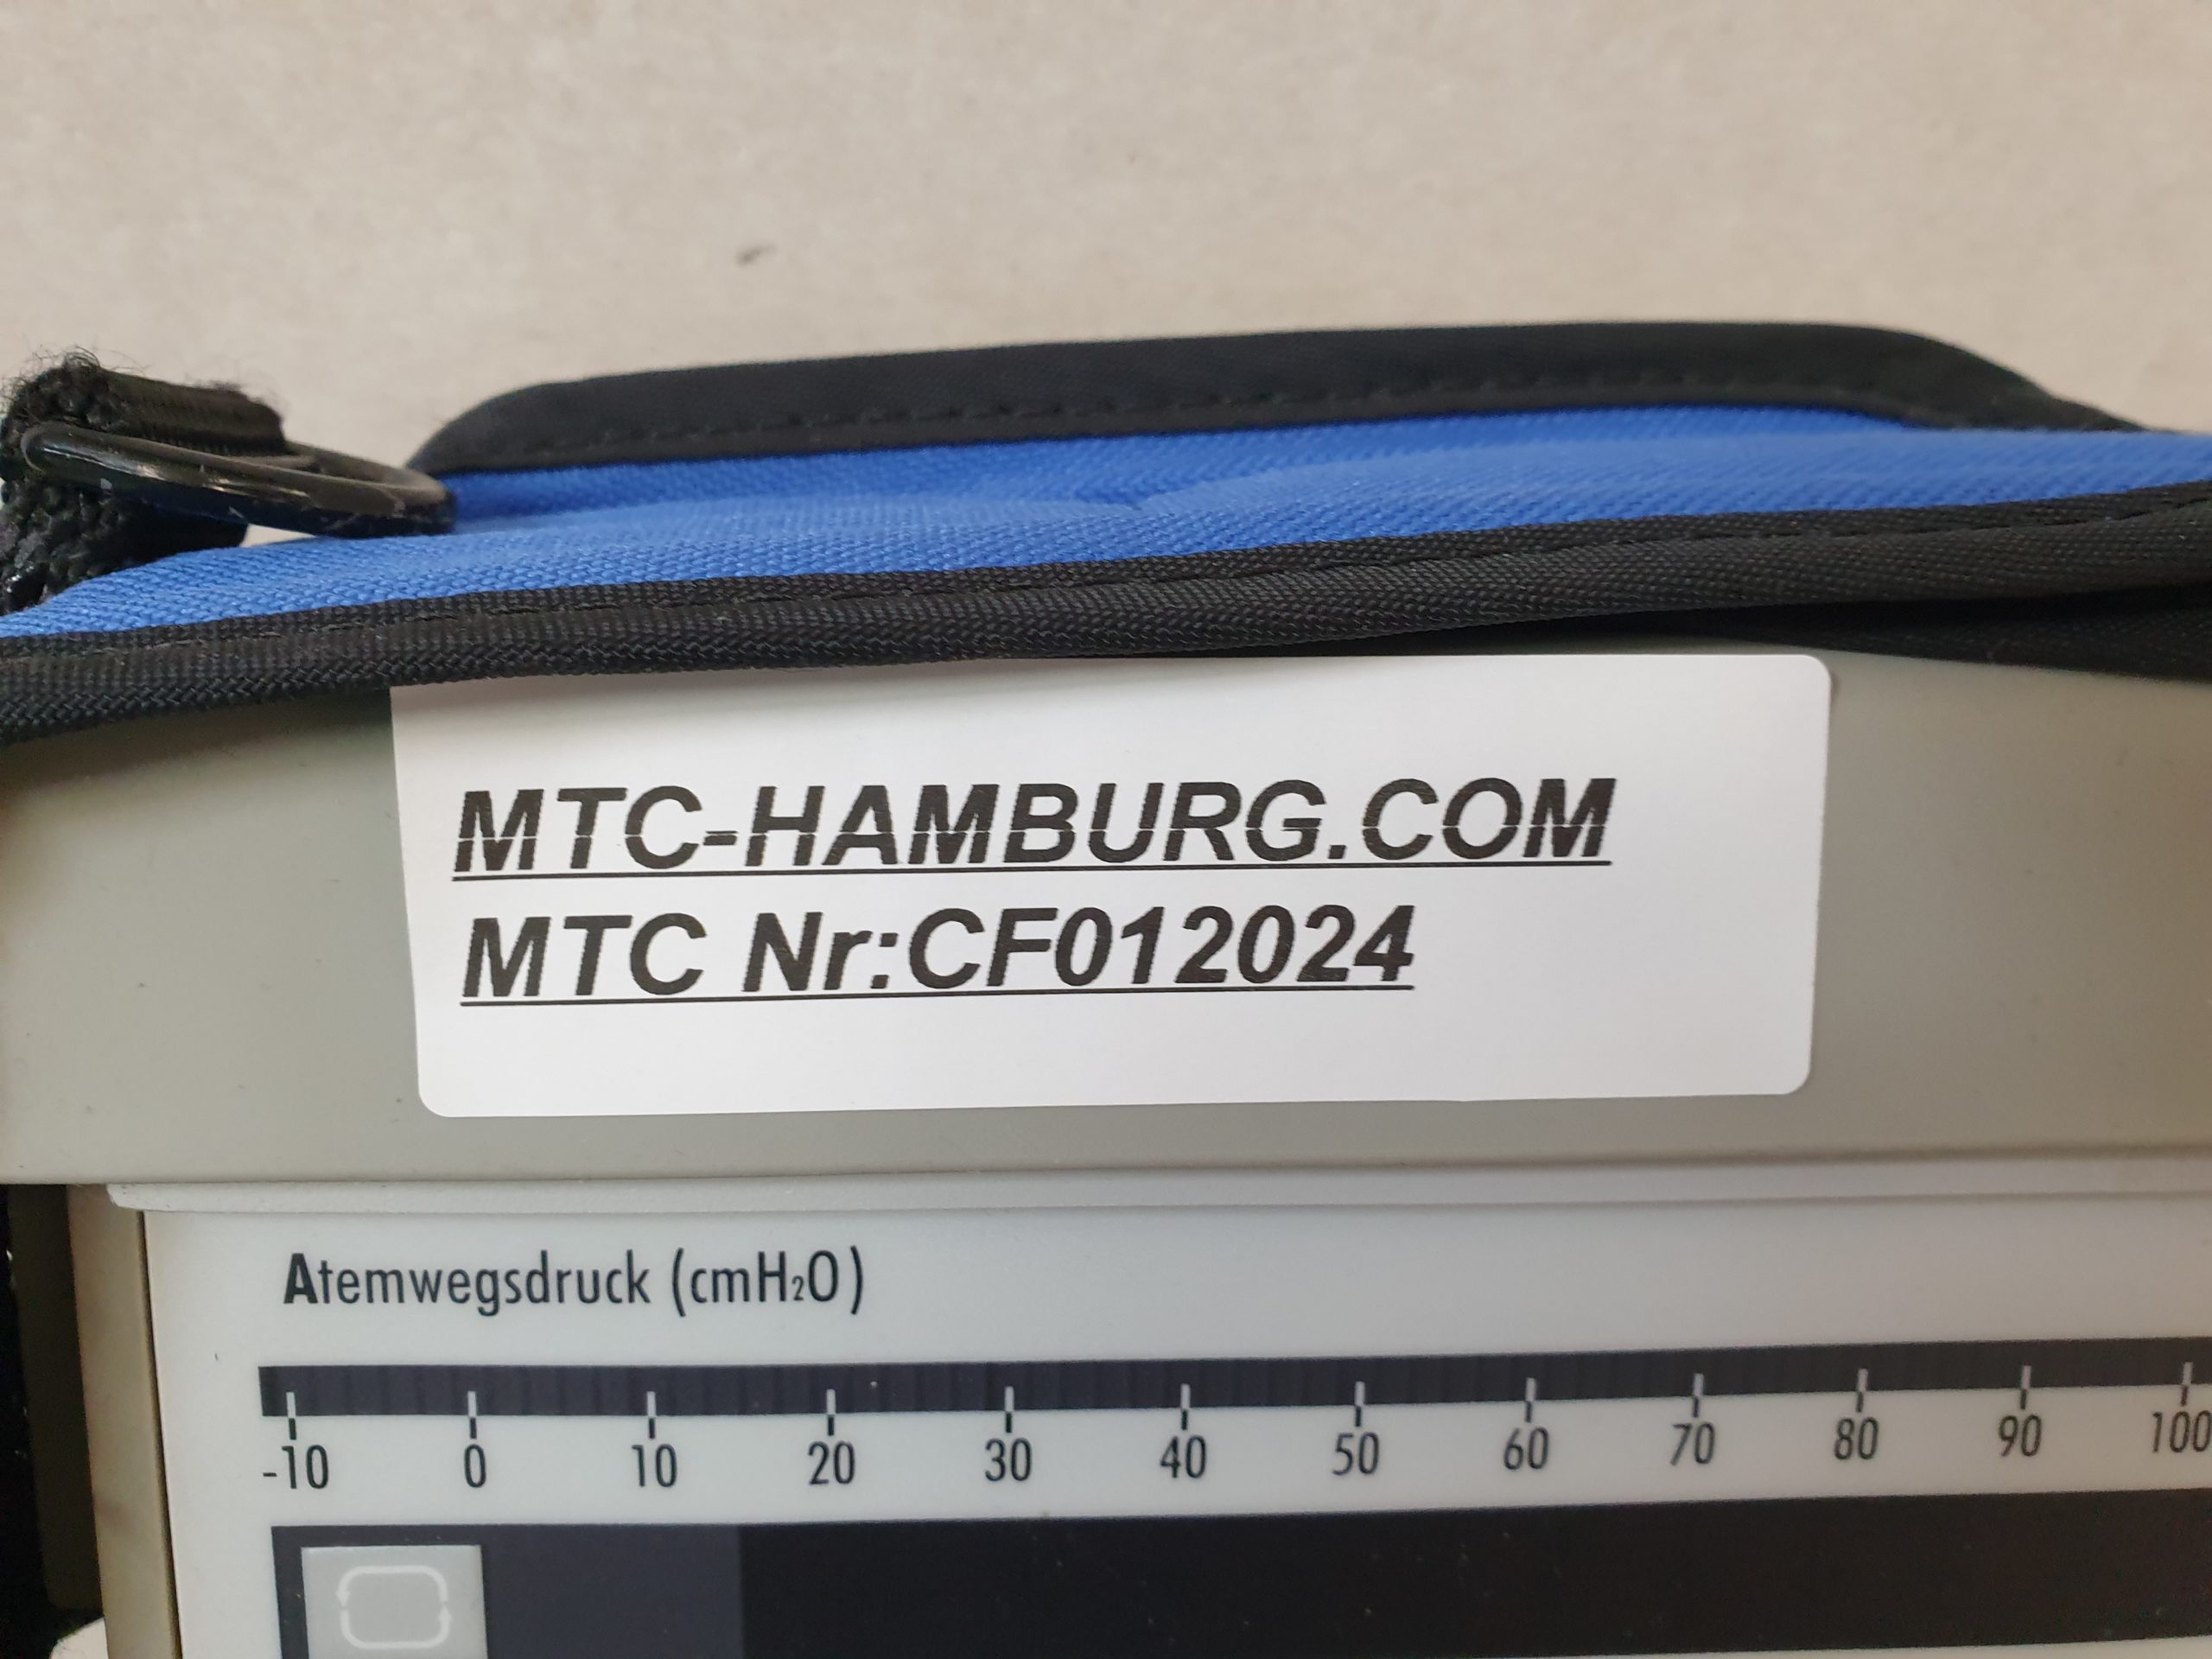 MTC-HAMBURG.COM
MTC Nr:CF012024
Atemwegsdruck (cmH₂O)
-10 0 10 20 30 40 50 60 70 80 90 100